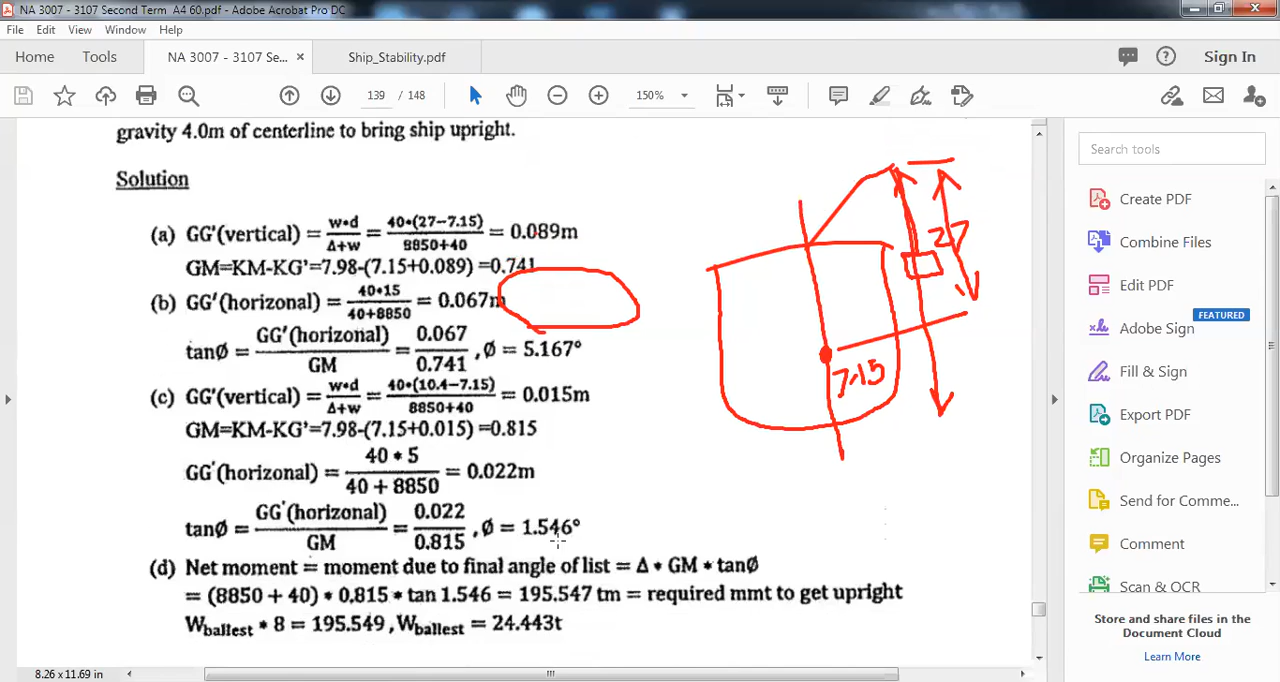 NA 3007 - 3107 Second Term A4 60.pdf - Adobe Acrobat Pro DC
File Edit View Window Help
Home Tools NA 3007 - 3107 Se... × Ship_Stability.pdf Sign In
139 / 148 150%
gravity 4.0m of centerline to bring ship upright.
Solution
(a) GG'(vertical) = w*d/Δ+w = 40*(27−7.15)/8850+40 = 0.089m
GM=KM-KG'=7.98-(7.15+0.089) =0.741
(b) GG'(horizonal) = 40*15/40+8850 = 0.067m
tanØ = GG'(horizonal)/GM = 0.067/0.741 , Ø = 5.167°
(c) GG'(vertical) = w*d/Δ+w = 40*(10.4−7.15)/8850+40 = 0.015m
GM=KM-KG'=7.98-(7.15+0.015) =0.815
GG'(horizonal) = 40 * 5/40 + 8850 = 0.022m
tanØ = GG'(horizonal)/GM = 0.022/0.815 , Ø = 1.546°
(d) Net moment = moment due to final angle of list = Δ * GM * tanØ
= (8850 + 40) * 0.815 * tan 1.546 = 195.547 tm = required mmt to get upright
Wballest * 8 = 195.549 , Wballest = 24.443t
27
7.15
Search tools
Create PDF
Combine Files
Edit PDF
Export PDF
FEATURED
Adobe Sign
Fill & Sign
Export PDF
Organize Pages
Send for Comme...
Comment
Scan & OCR
Store and share files in the
Document Cloud
Learn More
8.26 x 11.69 in